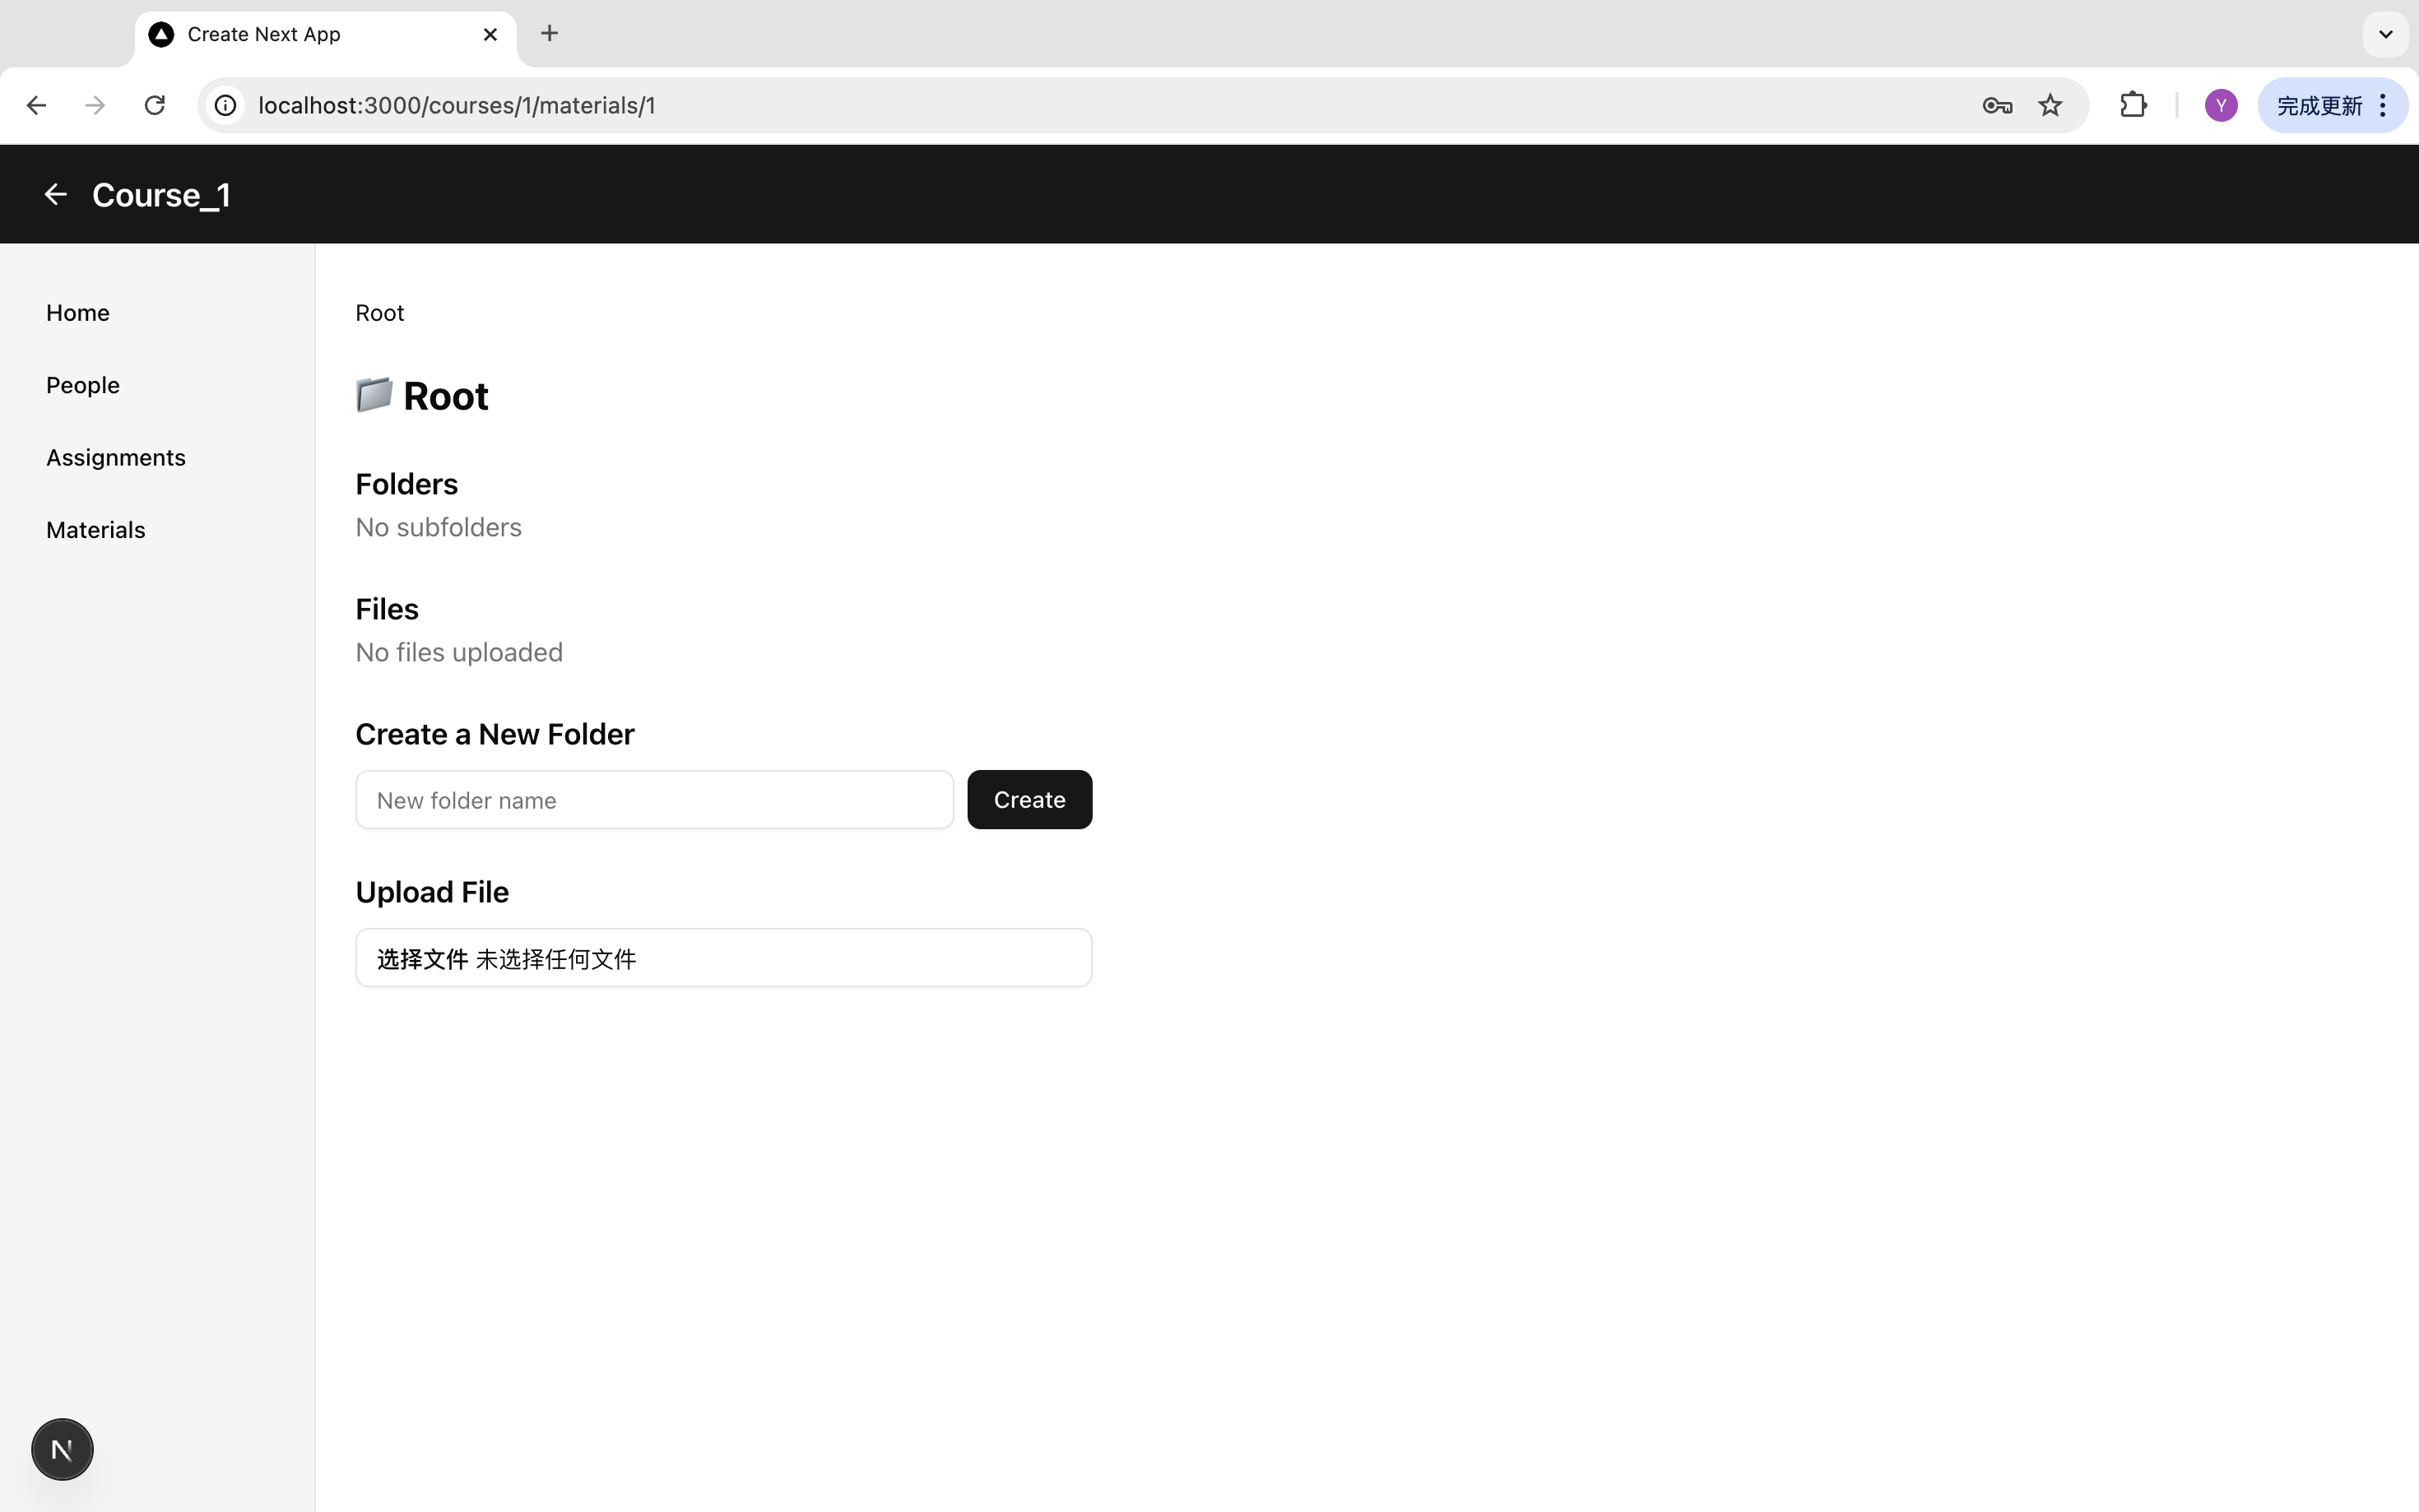 Create Next App
localhost:3000/courses/1/materials/1
Y
完成更新
Course_1
Home
People
Assignments
Materials
Root
Root
Folders
No subfolders
Files
No files uploaded
Create a New Folder
New folder name
Create
Upload File
选择文件 未选择任何文件
N